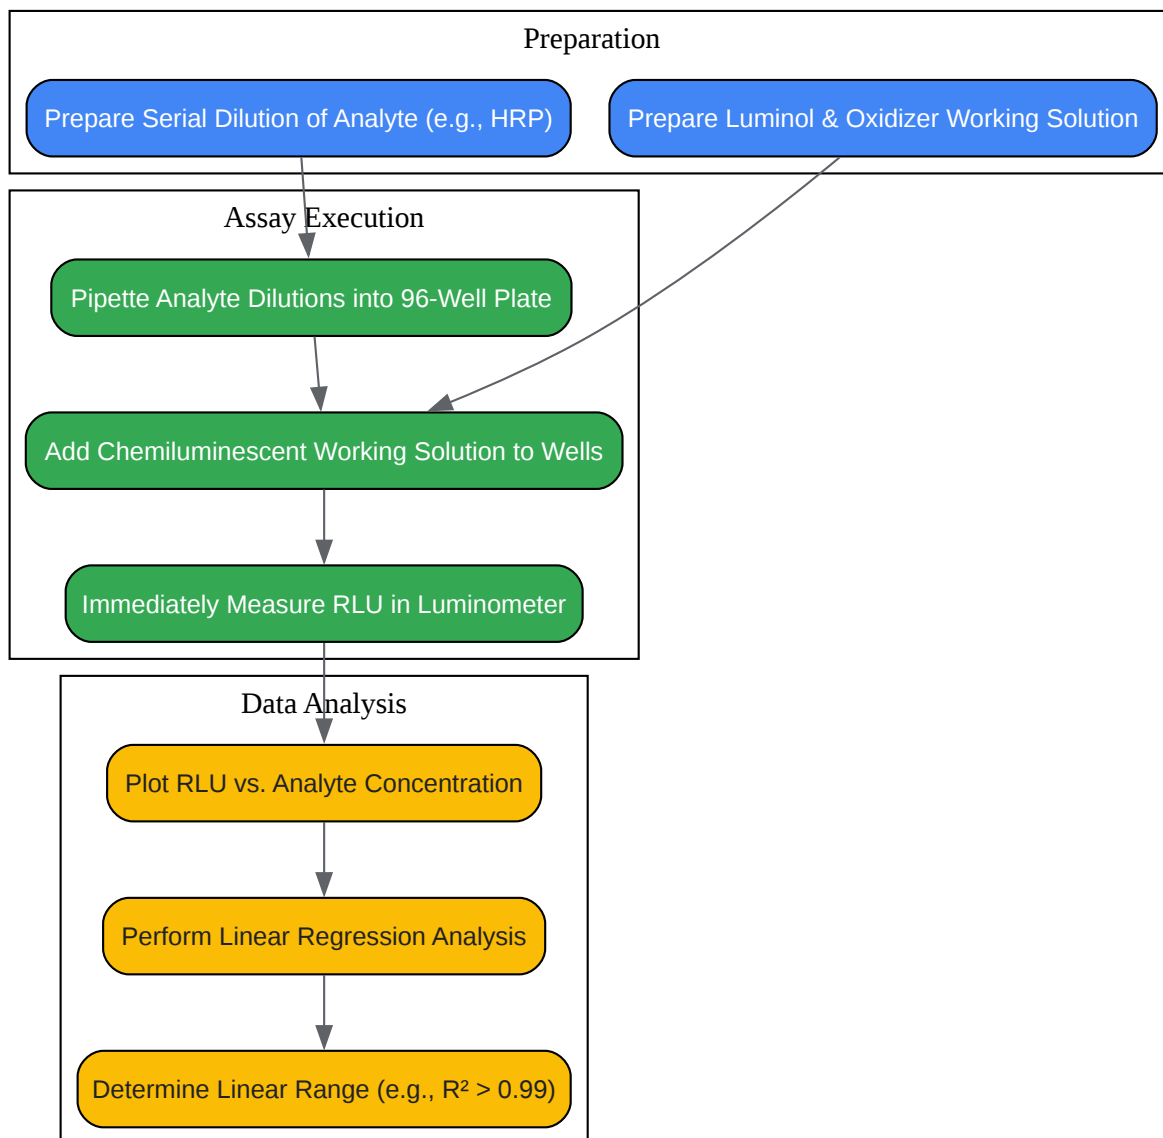 Preparation
Prepare Serial Dilution of Analyte (e.g., HRP)
Prepare Luminol & Oxidizer Working Solution
Assay Execution
Pipette Analyte Dilutions into 96-Well Plate
Add Chemiluminescent Working Solution to Wells
Immediately Measure RLU in Luminometer
Data Analysis
Plot RLU vs. Analyte Concentration
Perform Linear Regression Analysis
Determine Linear Range (e.g., R² > 0.99)